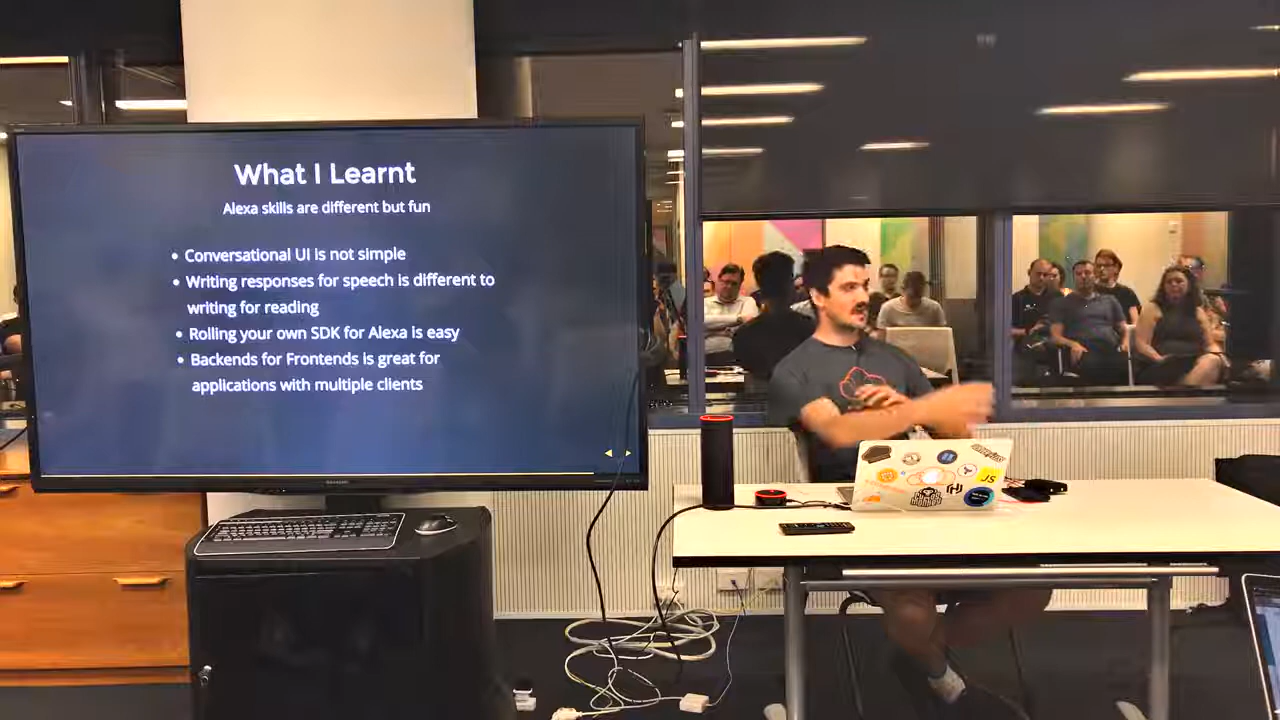 What I Learnt
Alexa skills are different but fun
• Conversational UI is not simple
• Writing responses for speech is different to
writing for reading
• Rolling your own SDK for Alexa is easy
• Backends for Frontends is great for
applications with multiple clients
JS